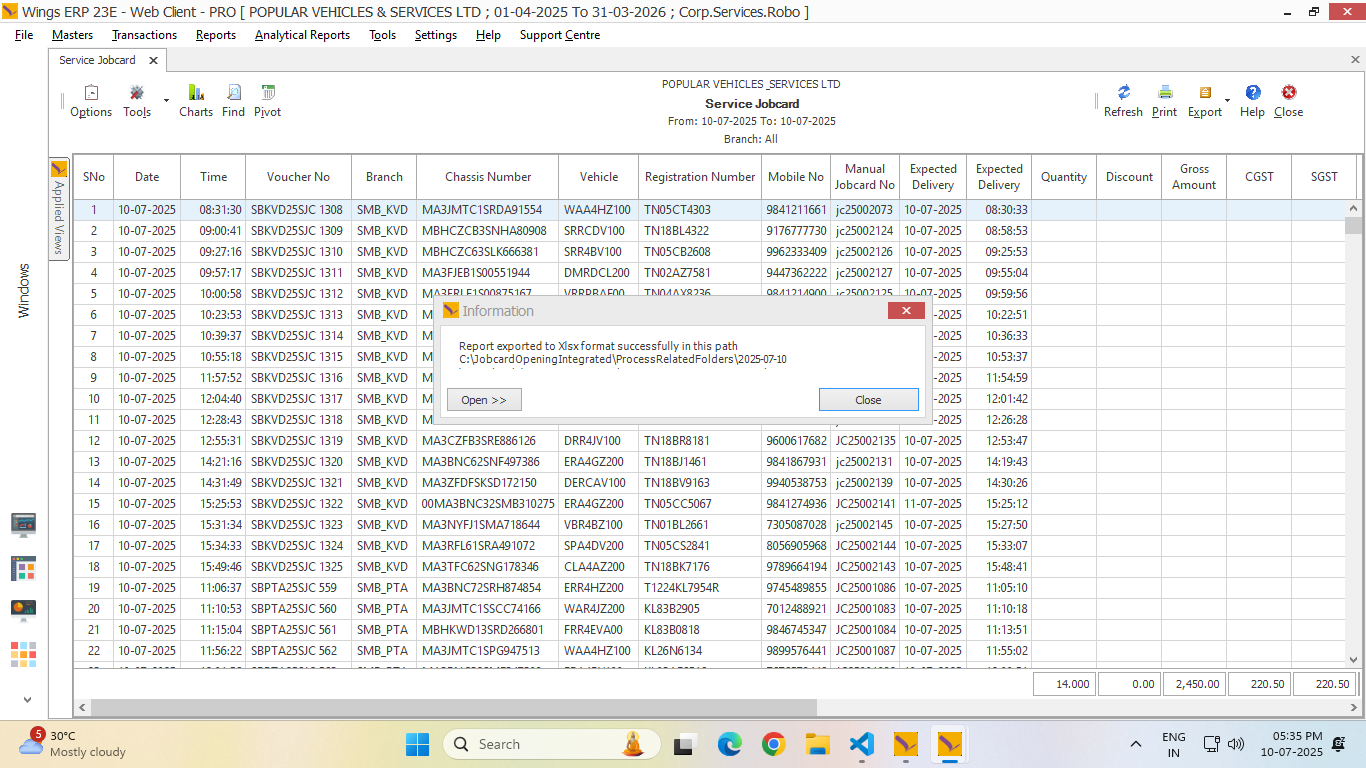 Wings ERP 23E - Web Client - PRO [ POPULAR VEHICLES & SERVICES LTD ; 01-04-2025 To 31-03-2026 ; Corp.Services.Robo ]
File Masters Transactions Reports Analytical Reports Tools Settings Help Support Centre
Service Jobcard
Options Tools Charts Find Pivot
POPULAR VEHICLES_SERVICES LTD
Service Jobcard
From: 10-07-2025 To: 10-07-2025
Branch: All
Refresh Print Export Help Close
Applied Views
Windows
SNo Date Time Voucher No Branch Chassis Number Vehicle Registration Number Mobile No Manual Jobcard No Expected Delivery Expected Delivery Quantity Discount Gross Amount CGST SGST
1 10-07-2025 08:31:30 SBKVD25SJC 1308 SMB_KVD MA3JMTC1SRDA91554 WAA4HZ100 TN05CT4303 9841211661 jc25002073 10-07-2025 08:30:33
2 10-07-2025 09:00:41 SBKVD25SJC 1309 SMB_KVD MBHCZCB3SNHA80908 SRRCDV100 TN18BL4322 9176777730 jc25002124 10-07-2025 08:58:53
3 10-07-2025 09:27:16 SBKVD25SJC 1310 SMB_KVD MBHCZC63SLK666381 SRR4BV100 TN05CB2608 9962333409 jc25002126 10-07-2025 09:25:53
4 10-07-2025 09:57:17 SBKVD25SJC 1311 SMB_KVD MA3FJEB1S00551944 DMRDCL200 TN02AZ7581 9447362222 jc25002127 10-07-2025 09:55:04
5 10-07-2025 10:00:58 SBKVD25SJC 1312 SMB_KVD 10-07-2025 09:59:56
6 10-07-2025 10:23:53 SBKVD25SJC 1313 SMB_KVD 10:22:51
7 10-07-2025 10:39:37 SBKVD25SJC 1314 SMB_KVD 10:36:33
8 10-07-2025 10:55:18 SBKVD25SJC 1315 SMB_KVD 10:53:37
9 10-07-2025 11:57:52 SBKVD25SJC 1316 SMB_KVD 11:54:59
10 10-07-2025 12:04:40 SBKVD25SJC 1317 SMB_KVD 12:01:42
11 10-07-2025 12:28:43 SBKVD25SJC 1318 SMB_KVD 12:26:28
Information
Report exported to Xlsx format successfully in this path
C:\JobcardOpeningIntegrated\ProcessRelatedFolders\2025-07-10
Open >> Close
12 10-07-2025 12:55:31 SBKVD25SJC 1319 SMB_KVD MA3CZFB3SRE886126 DRR4JV100 TN18BR8181 9600617682 JC25002135 10-07-2025 12:53:47
13 10-07-2025 14:21:16 SBKVD25SJC 1320 SMB_KVD MA3BNC62SNF497386 ERA4GZ200 TN18BJ1461 9841867931 jc25002131 10-07-2025 14:19:43
14 10-07-2025 14:31:49 SBKVD25SJC 1321 SMB_KVD MA3ZFDFSKSD172150 DERCAV100 TN18BV9163 9940538753 jc25002139 10-07-2025 14:30:26
15 10-07-2025 15:25:53 SBKVD25SJC 1322 SMB_KVD 00MA3BNC32SMB310275 ERA4GZ200 TN05CC5067 9841274936 JC25002141 11-07-2025 15:25:12
16 10-07-2025 15:31:34 SBKVD25SJC 1323 SMB_KVD MA3NYFJ1SMA718644 VBR4BZ100 TN01BL2661 7305087028 jc25002145 10-07-2025 15:27:50
17 10-07-2025 15:34:33 SBKVD25SJC 1324 SMB_KVD MA3RFL61SRA491072 SPA4DV200 TN05CS2841 8056905968 JC25002144 10-07-2025 15:33:07
18 10-07-2025 15:49:46 SBKVD25SJC 1325 SMB_KVD MA3TFC62SNG178346 CLA4AZ200 TN18BK7176 9789664194 JC25002143 10-07-2025 15:48:41
19 10-07-2025 11:06:37 SBPTA25SJC 559 SMB_PTA MA3BNC72SRH874854 ERR4HZ200 T1224KL7954R 9745489855 JC25001086 10-07-2025 11:05:10
20 10-07-2025 11:10:53 SBPTA25SJC 560 SMB_PTA MA3JMTC1SSCC74166 WAR4JZ200 KL83B2905 7012488921 JC25001083 10-07-2025 11:10:18
21 10-07-2025 11:15:04 SBPTA25SJC 561 SMB_PTA MBHKWD13SRD266801 FRR4EVA00 KL83B0818 9846745347 JC25001084 10-07-2025 11:13:51
22 10-07-2025 11:56:22 SBPTA25SJC 562 SMB_PTA MA3JMTC1SPG947513 WAA4HZ100 KL26N6134 9899576441 JC25001087 10-07-2025 11:55:02
14.000 0.00 2,450.00 220.50 220.50
5 30°C
Mostly cloudy
Search
ENG
IN
05:35 PM
10-07-2025